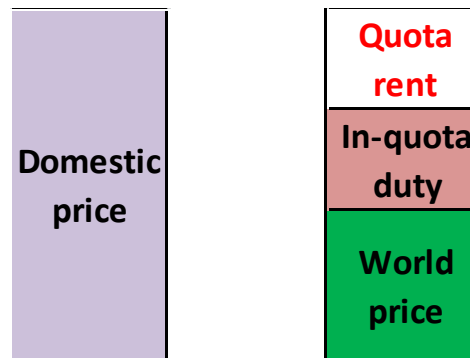 Domestic
price
Quota
rent
In-quota
duty
World
price